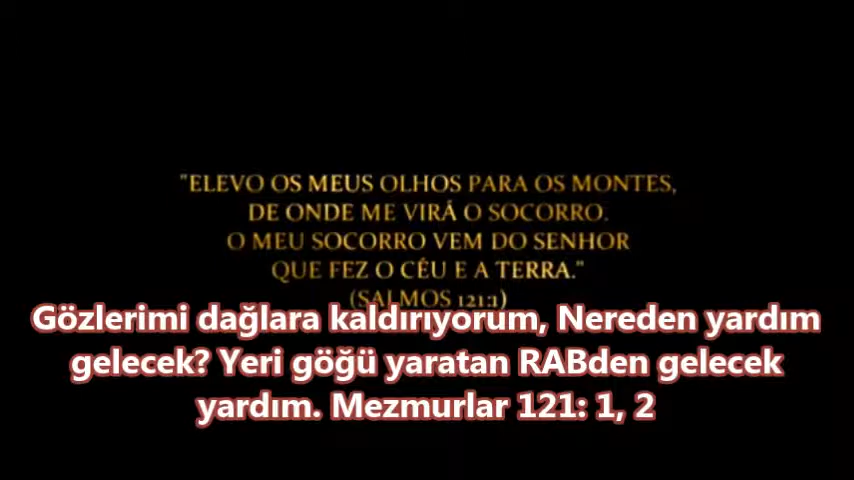 "ELEVO OS MEUS OLHOS PARA OS MONTES,
DE ONDE ME VIRÁ O SOCORRO.
O MEU SOCORRO VEM DO SENHOR
QUE FEZ O CÉU E A TERRA."
(SALMOS 121:1)
Gözlerimi dağlara kaldırıyorum, Nereden yardım
gelecek? Yeri göğü yaratan RABden gelecek
yardım. Mezmurlar 121: 1, 2